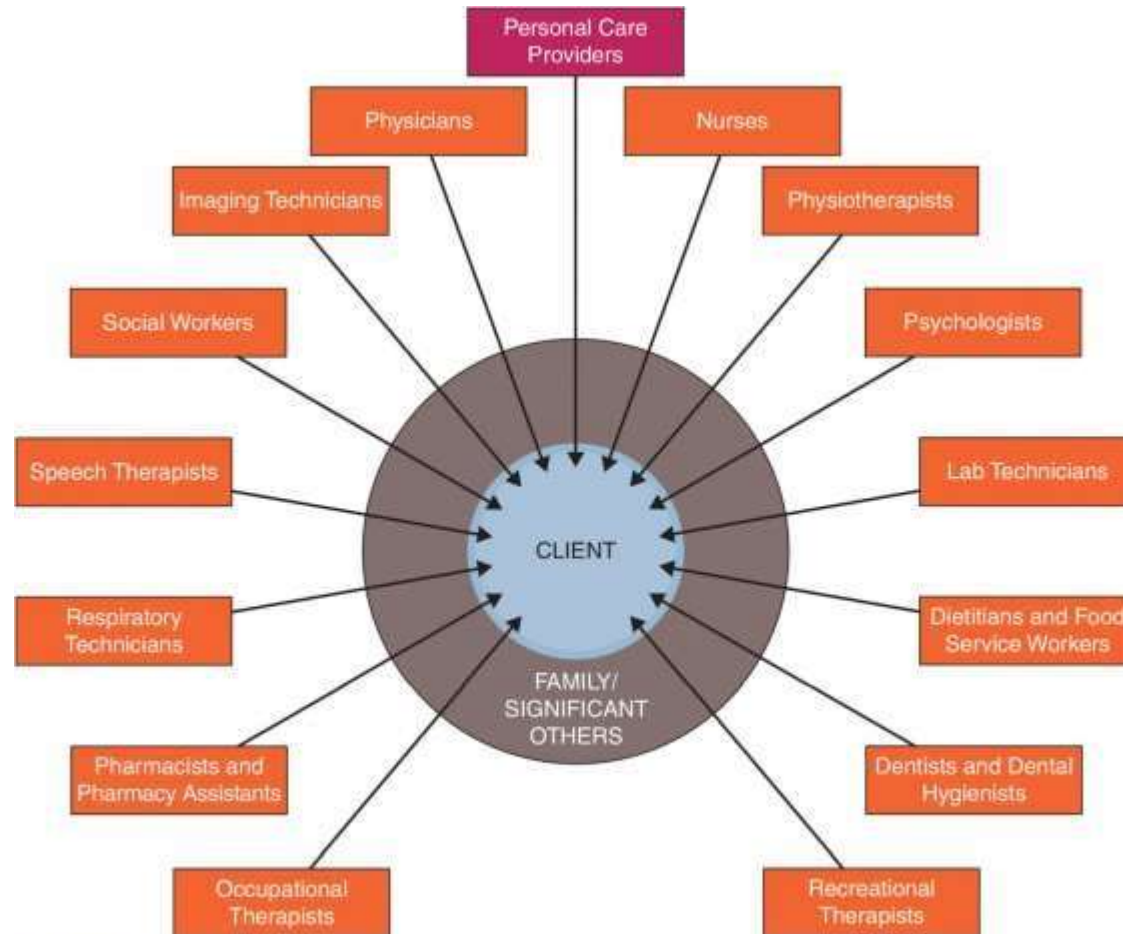 Personal Care
Providers
Physicians
Nurses
Imaging Technicians
Physiotherapists
Social Workers
Psychologists
Speech Therapists
Lab Technicians
CLIENT
Respiratory
Technicians
Dietitians and Food
Service Workers
FAMILY/
SIGNIFICANT
OTHERS
Pharmacists and
Pharmacy Assistants
Dentists and Dental
Hygienists
Occupational
Therapists
Recreational
Therapists